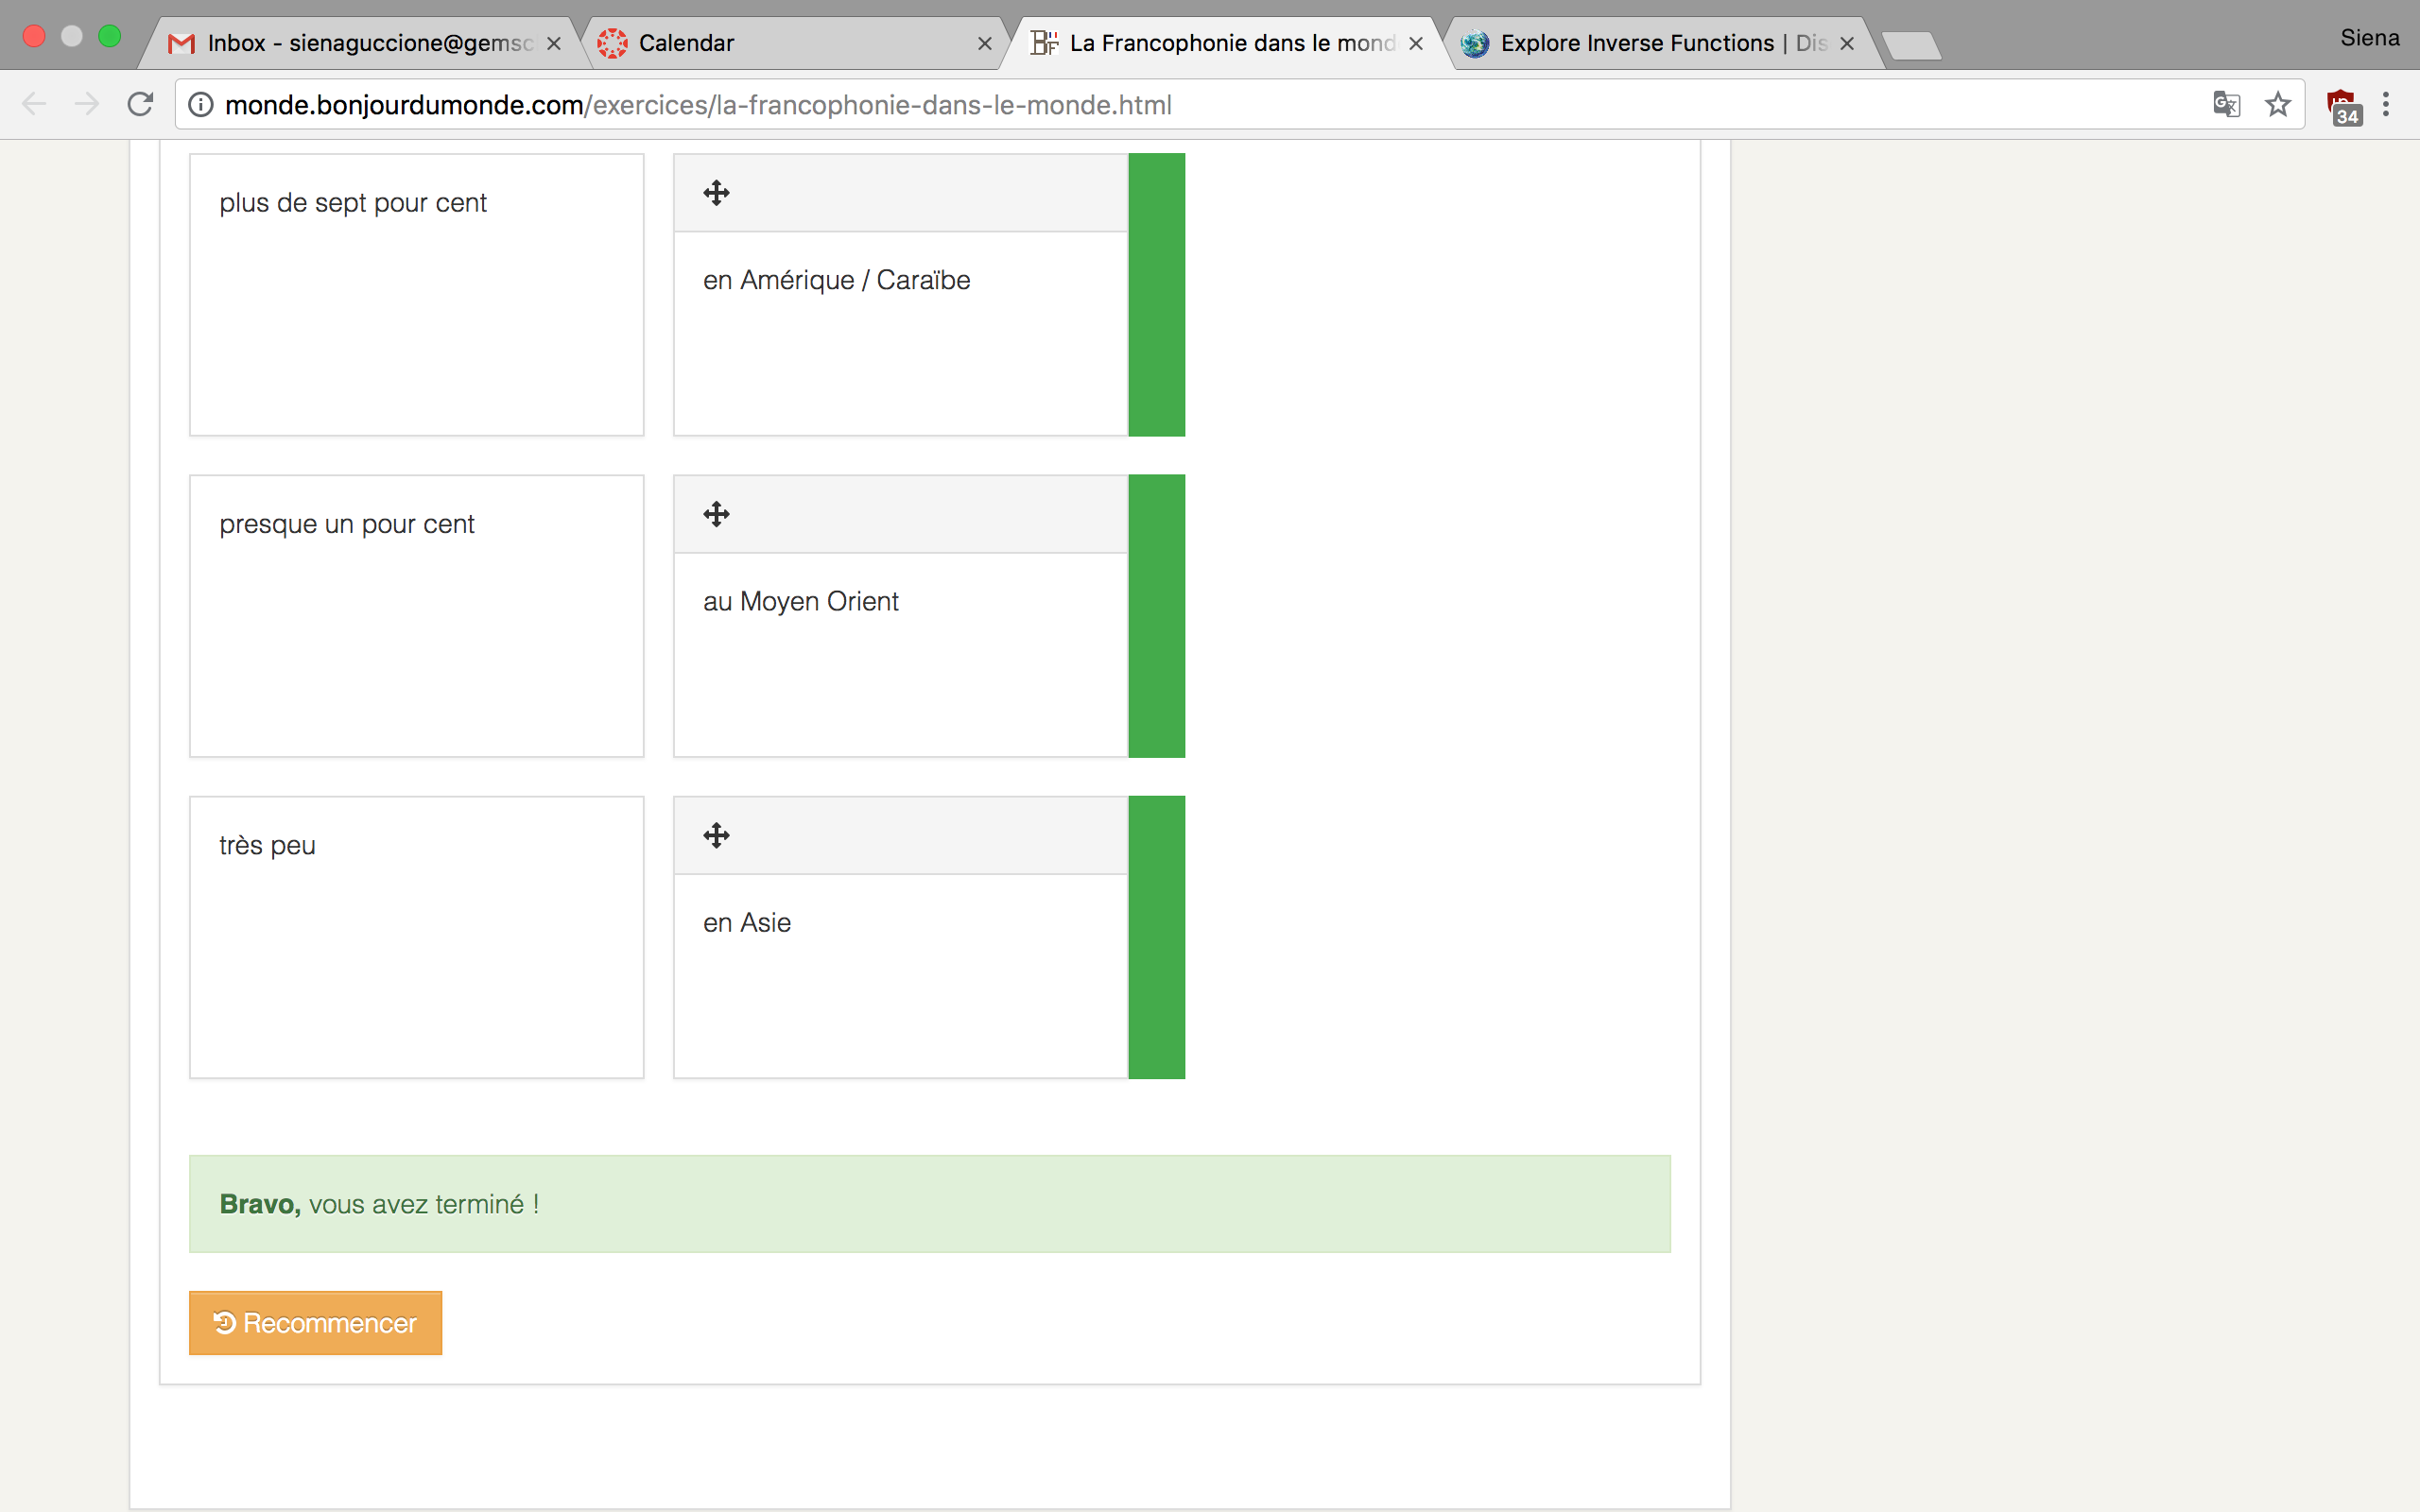 Inbox - sienaguccione@gemsc
Calendar
La Francophonie dans le mond
Explore Inverse Functions | Dis
Siena
monde.bonjourdumonde.com/exercices/la-francophonie-dans-le-monde.html
34
plus de sept pour cent
en Amérique / Caraïbe
presque un pour cent
au Moyen Orient
très peu
en Asie
Bravo, vous avez terminé !
Recommencer